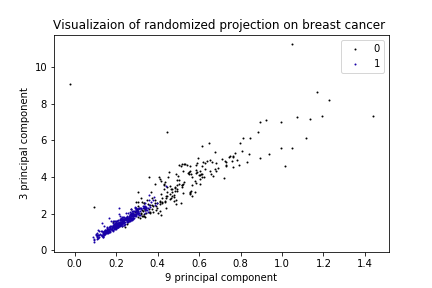 Visualizaion of randomized projection on breast cancer
0
1
10
8
6
4
2
0
3 principal component
0.0 0.2 0.4 0.6 0.8 1.0 1.2 1.4
9 principal component